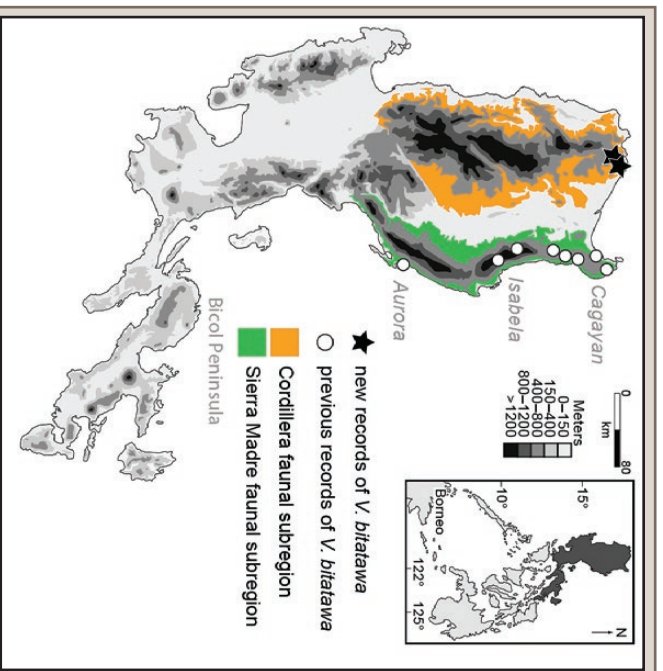 Cagayan
Isabela
Aurora
Bicol Peninsula
0 80
km
Meters
0–150
150–400
400–800
800–1200
>1200
new records of V. bitatawa
previous records of V. bitatawa
Cordillera faunal subregion
Sierra Madre faunal subregion
N
15°
10°
Borneo
122°
125°